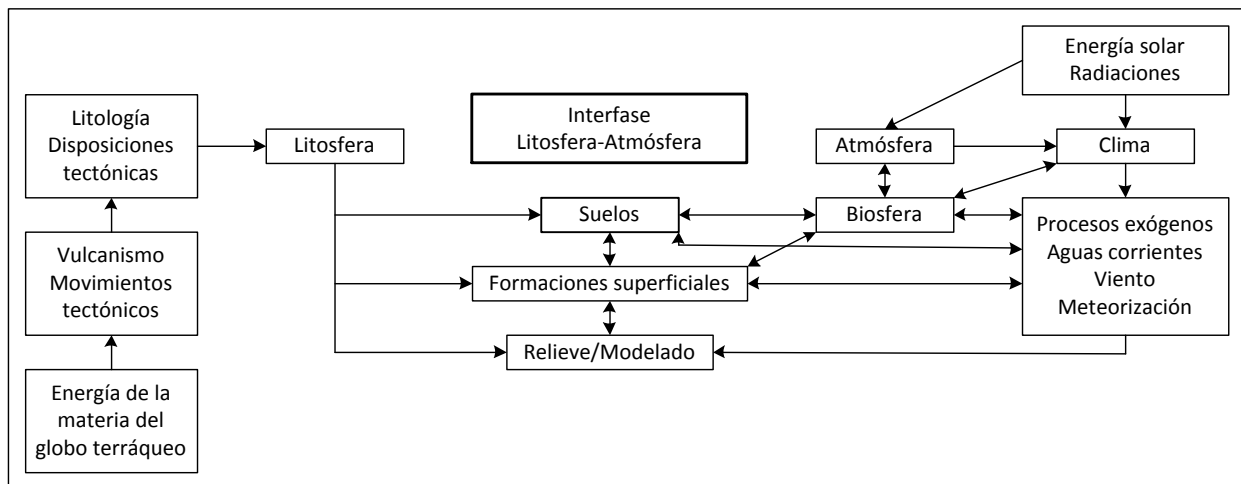 Energía solar
Radiaciones
Litología
Disposiciones
tectónicas
Interfase
Litosfera-Atmósfera
Litosfera
Atmósfera
Clima
Suelos
Biosfera
Procesos exógenos
Aguas corrientes
Viento
Meteorización
Vulcanismo
Movimientos
tectónicos
Formaciones superficiales
Relieve/Modelado
Energía de la
materia del
globo terráqueo